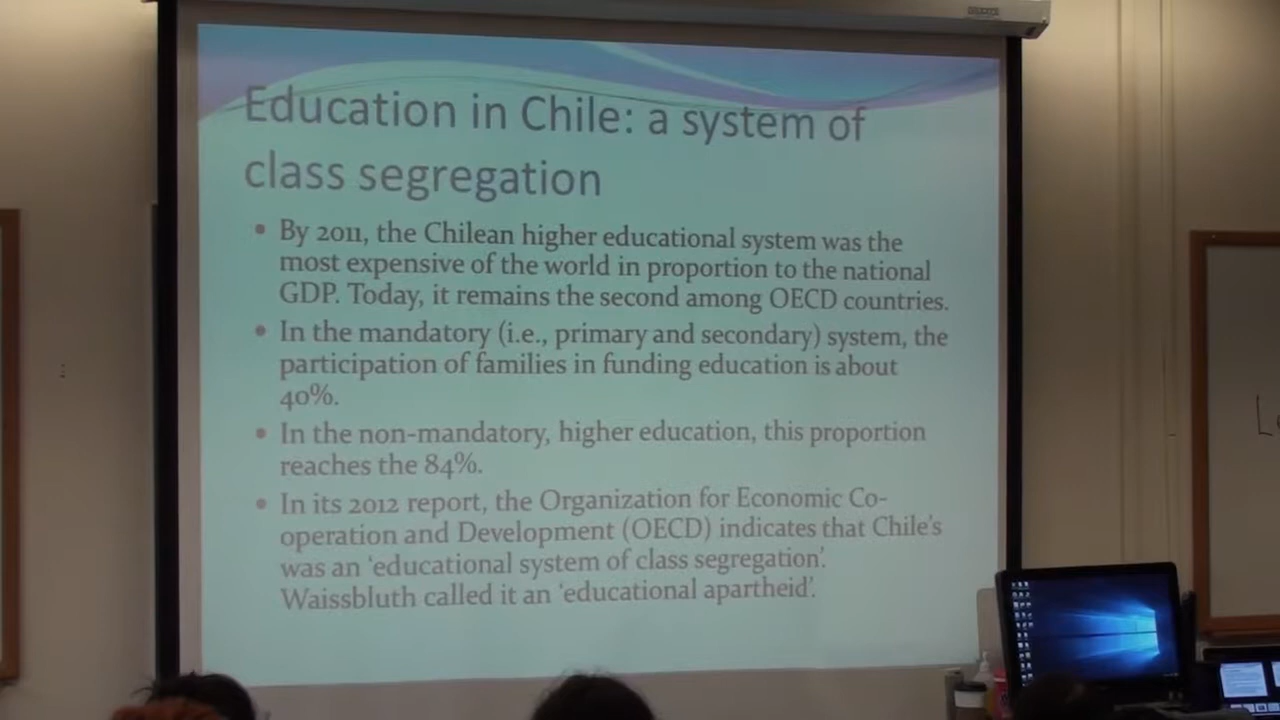 Education in Chile: a system of
class segregation
• By 2011, the Chilean higher educational system was the
most expensive of the world in proportion to the national
GDP. Today, it remains the second among OECD countries.
• In the mandatory (i.e., primary and secondary) system, the
participation of families in funding education is about
40%.
• In the non-mandatory, higher education, this proportion
reaches the 84%.
• In its 2012 report, the Organization for Economic Co-
operation and Development (OECD) indicates that Chile's
was an 'educational system of class segregation'.
Waissbluth called it an 'educational apartheid'.